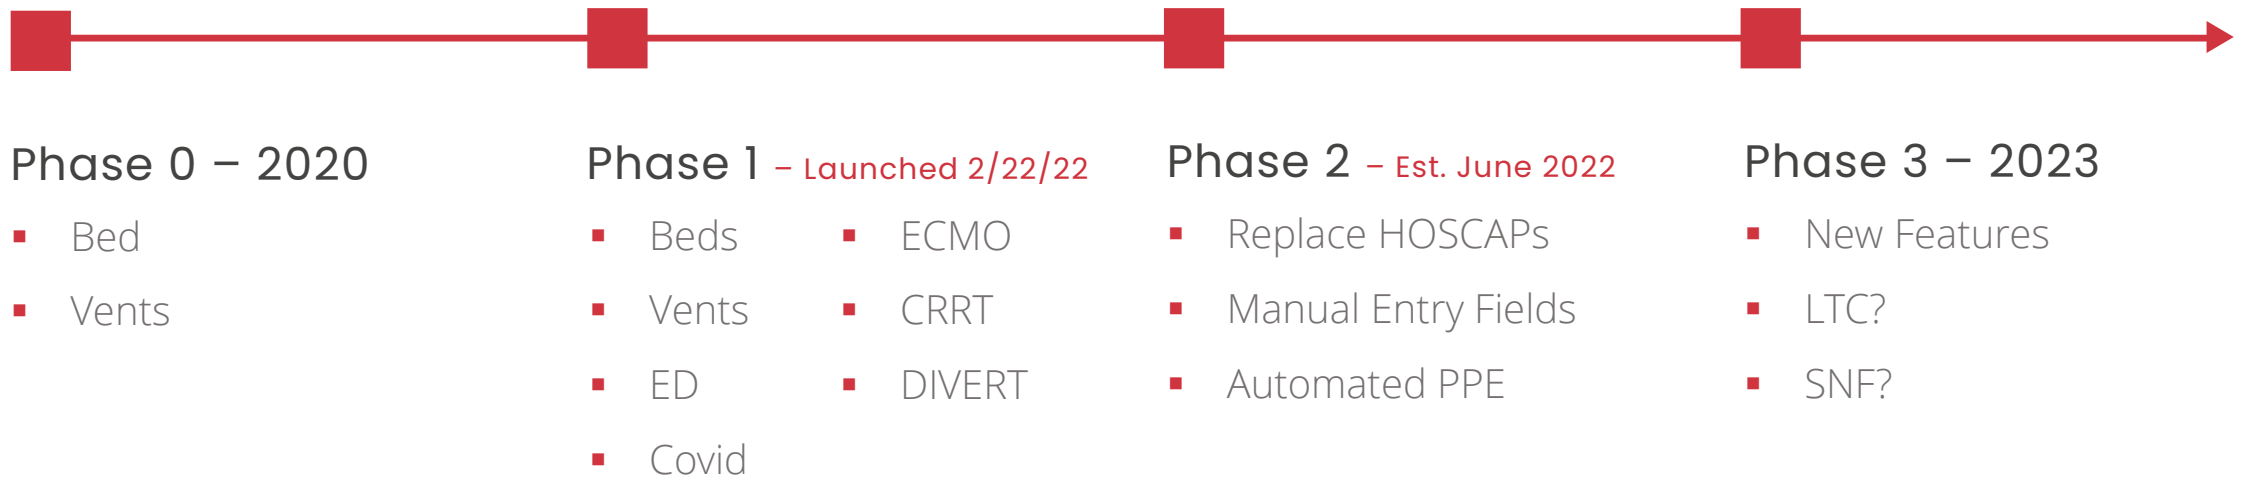 Phase 0 – 2020
Bed
Vents
Phase 1 – Launched 2/22/22
Beds
Vents
ED
Covid
ECMO
CRRT
DIVERT
Phase 2 – Est. June 2022
Replace HOSCAPs
Manual Entry Fields
Automated PPE
Phase 3 – 2023
New Features
LTC?
SNF?